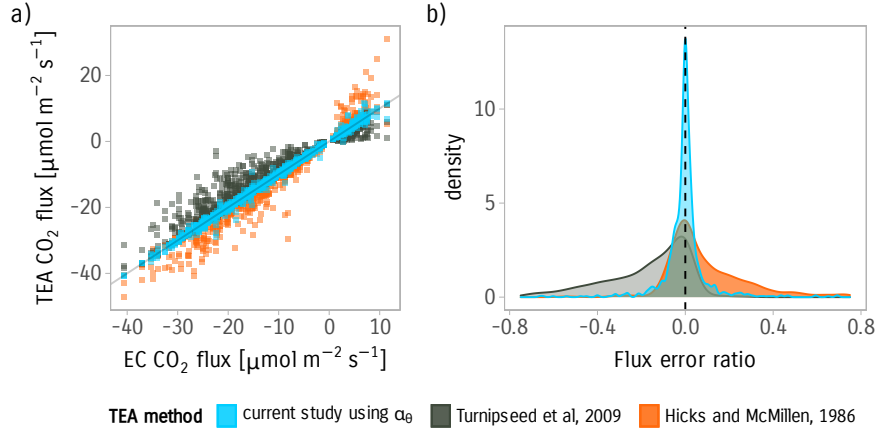 a)
TEA CO₂ flux [µmol m⁻² s⁻¹]
20
0
−20
−40
−40 −30 −20 −10 0 10
EC CO₂ flux [µmol m⁻² s⁻¹]
b)
density
10
5
0
−0.8 −0.4 0.0 0.4 0.8
Flux error ratio
TEA method current study using α_θ Turnipseed et al, 2009 Hicks and McMillen, 1986